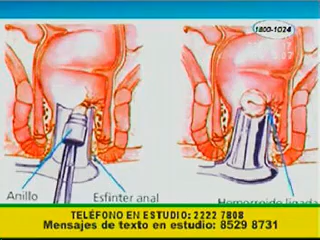 1800-1024
Anillo
Esfinter anal
Hemorroide ligada
TELÉFONO EN ESTUDIO: 2222 7808
Mensajes de texto en estudio: 8529 8731